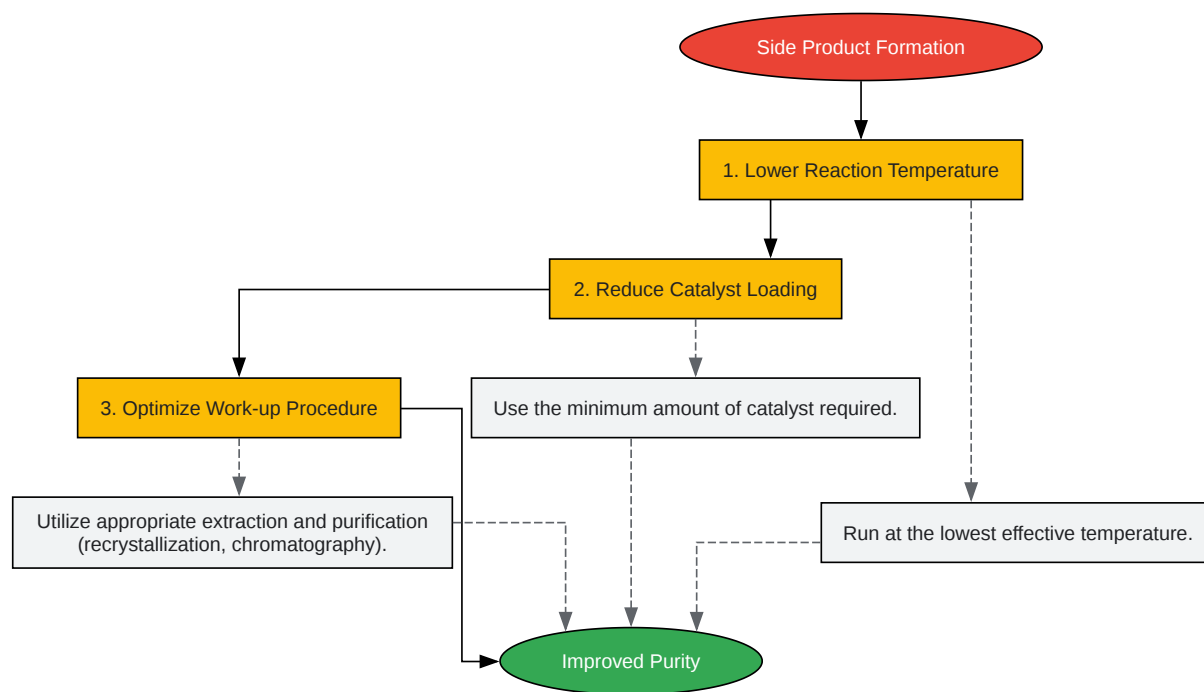 Side Product Formation
1. Lower Reaction Temperature
2. Reduce Catalyst Loading
3. Optimize Work-up Procedure
Use the minimum amount of catalyst required.
Utilize appropriate extraction and purification
(recrystallization, chromatography).
Run at the lowest effective temperature.
Improved Purity